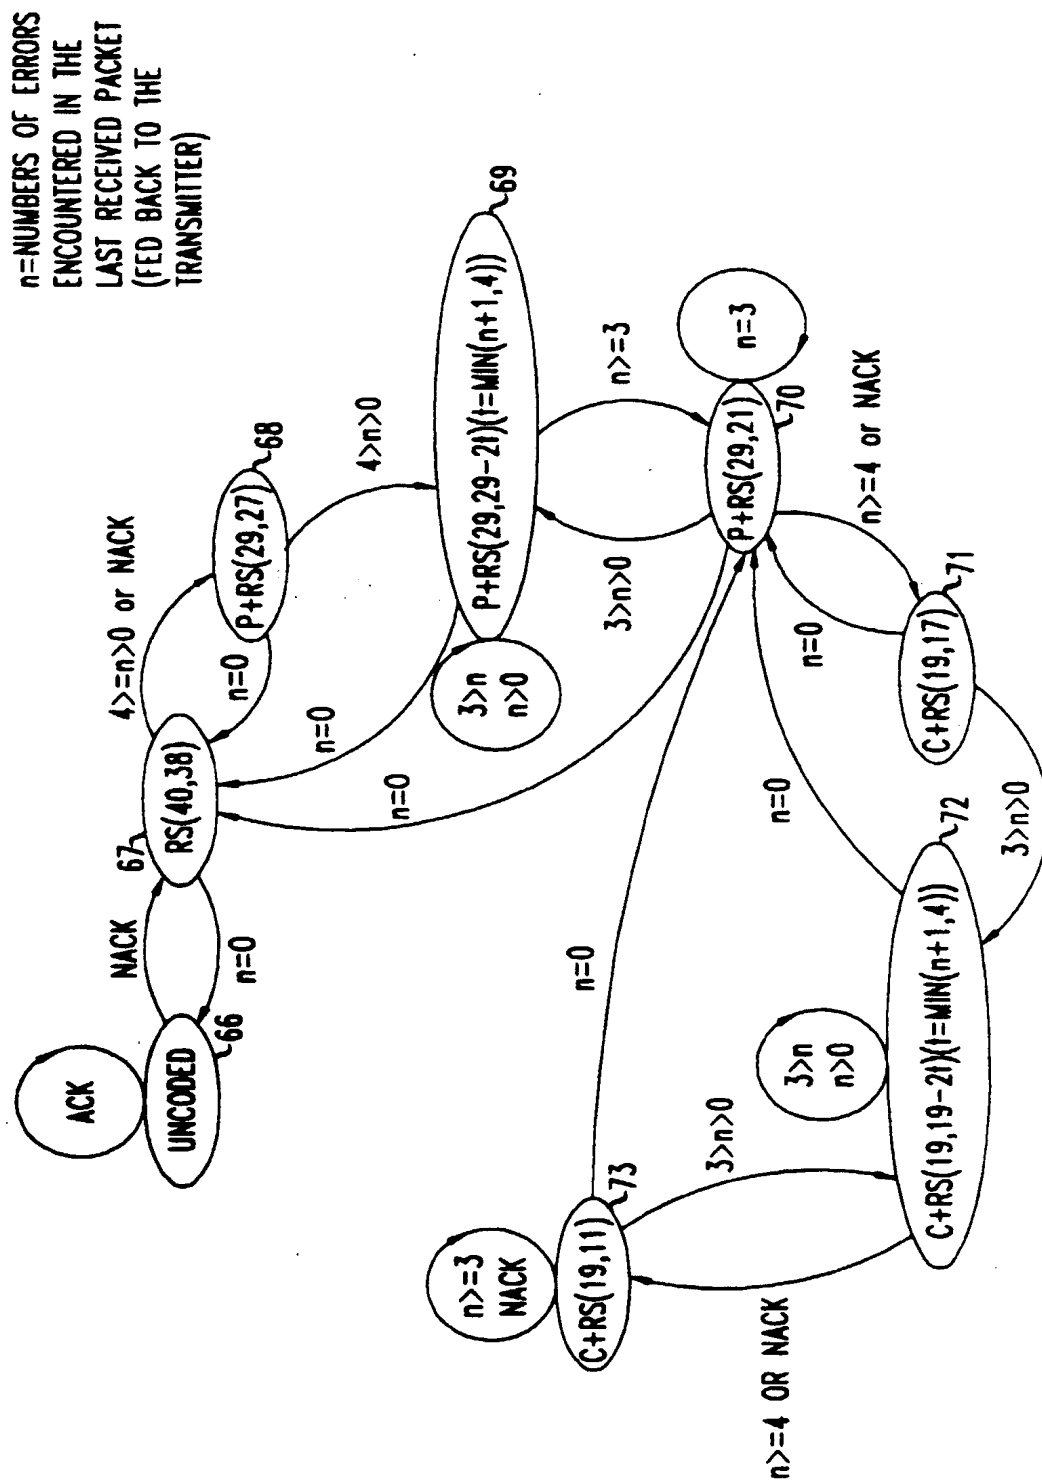 n=NUMBERS OF ERRORS
ENCOUNTERED IN THE
LAST RECEIVED PACKET
(FED BACK TO THE
TRANSMITTER)
ACK
UNCODED
66
NACK
n=0
67
RS(40,38)
4>=n>0 or NACK
n=0
P+RS(29,27)
68
4>n>0
n=0
n=0
3>n
n>0
P+RS(29,29-2t)(t=MIN(n+1,4))
69
n>=3
3>n>0
n=3
P+RS(29,21)
70
n>=4 or NACK
n=0
C+RS(19,17)
71
3>n>0
n=0
n=0
C+RS(19,19-2t)(t=MIN(n+1,4))
72
3>n
n>0
3>n>0
n>=3
NACK
C+RS(19,11)
73
n>=4 OR NACK